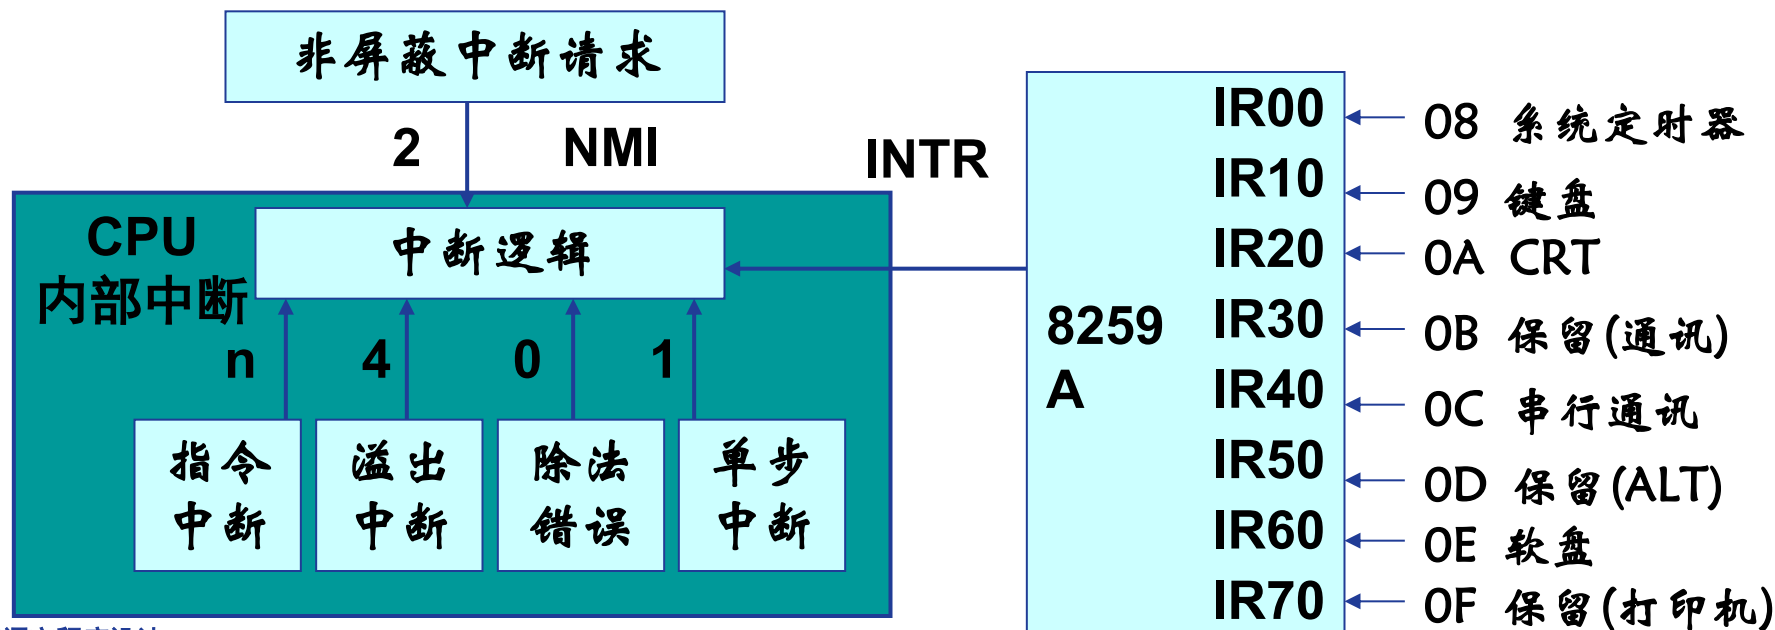 非屏蔽中断请求
2 NMI
INTR
CPU
内部中断
中断逻辑
n 4 0 1
指令
中断
溢出
中断
除法
错误
单步
中断
8259
A
IR00
IR10
IR20
IR30
IR40
IR50
IR60
IR70
08 系统定时器
09 键盘
0A CRT
0B 保留(通讯)
0C 串行通讯
0D 保留(ALT)
0E 软盘
0F 保留(打印机)